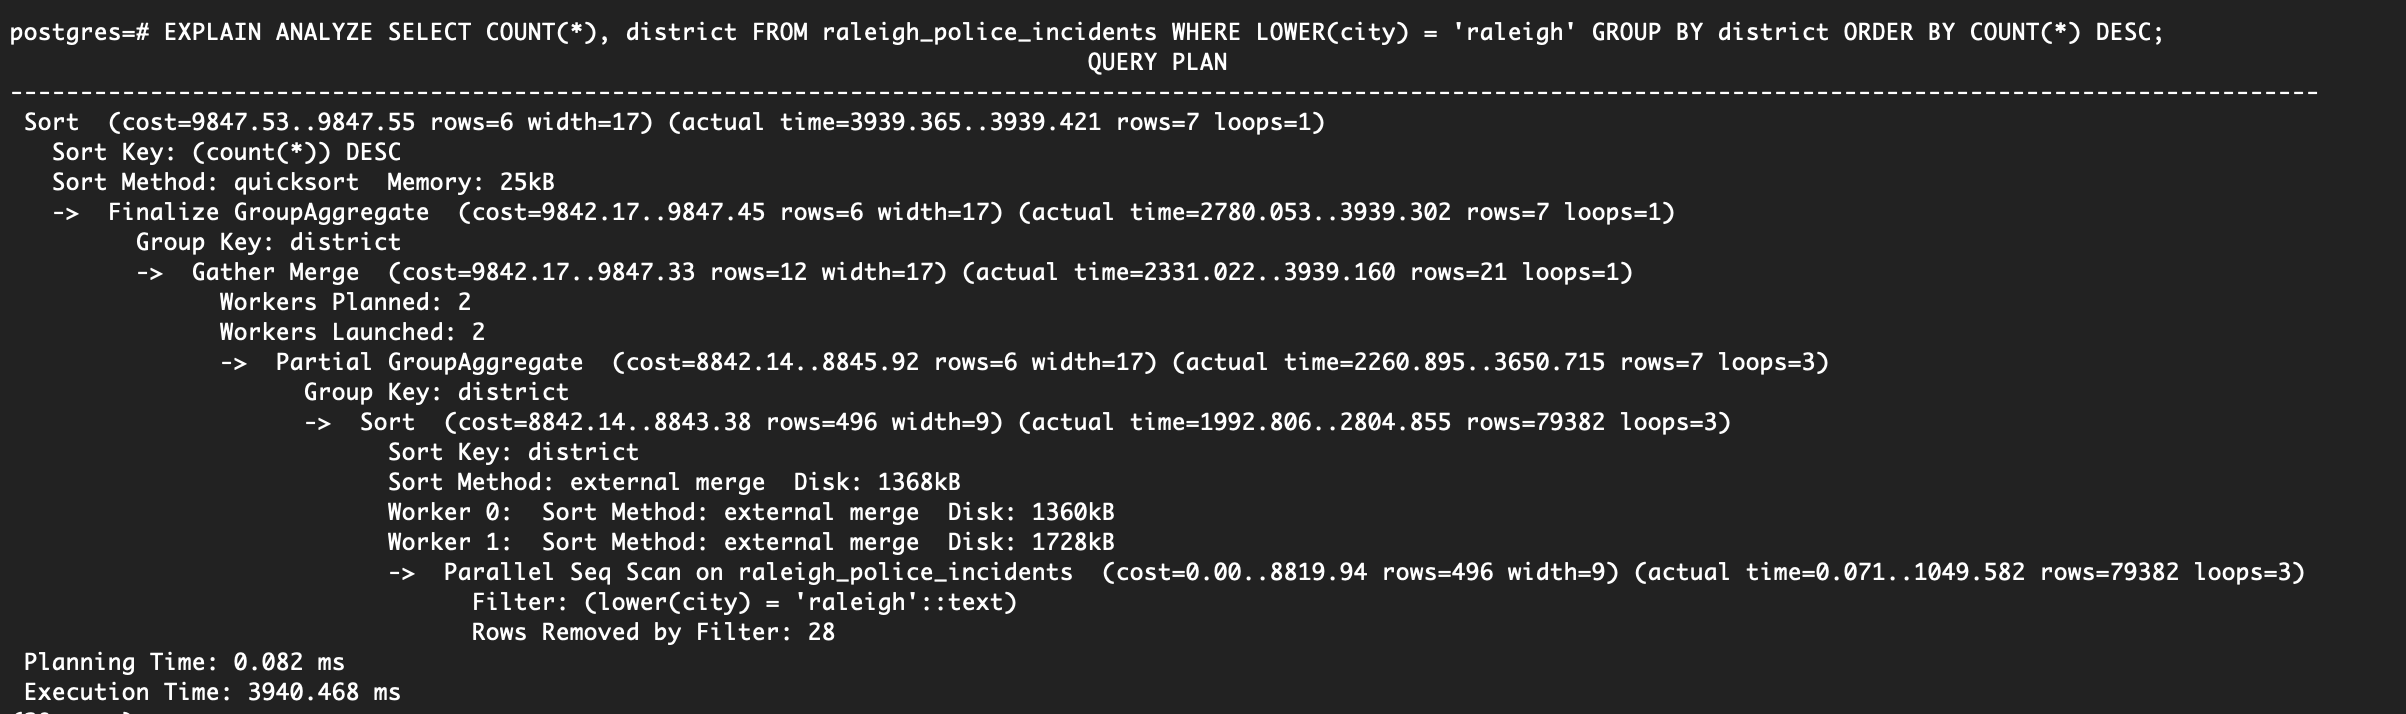 postgres=# EXPLAIN ANALYZE SELECT COUNT(*), district FROM raleigh_police_incidents WHERE LOWER(city) = 'raleigh' GROUP BY district ORDER BY COUNT(*) DESC;
QUERY PLAN
---------------------------------------------------------------------------------------------------------------------------------------------------------------------
Sort  (cost=9847.53..9847.55 rows=6 width=17) (actual time=3939.365..3939.421 rows=7 loops=1)
  Sort Key: (count(*)) DESC
  Sort Method: quicksort  Memory: 25kB
  ->  Finalize GroupAggregate  (cost=9842.17..9847.45 rows=6 width=17) (actual time=2780.053..3939.302 rows=7 loops=1)
        Group Key: district
        ->  Gather Merge  (cost=9842.17..9847.33 rows=12 width=17) (actual time=2331.022..3939.160 rows=21 loops=1)
              Workers Planned: 2
              Workers Launched: 2
              ->  Partial GroupAggregate  (cost=8842.14..8845.92 rows=6 width=17) (actual time=2260.895..3650.715 rows=7 loops=3)
                    Group Key: district
                    ->  Sort  (cost=8842.14..8843.38 rows=496 width=9) (actual time=1992.806..2804.855 rows=79382 loops=3)
                          Sort Key: district
                          Sort Method: external merge  Disk: 1368kB
                          Worker 0:  Sort Method: external merge  Disk: 1360kB
                          Worker 1:  Sort Method: external merge  Disk: 1728kB
                          ->  Parallel Seq Scan on raleigh_police_incidents  (cost=0.00..8819.94 rows=496 width=9) (actual time=0.071..1049.582 rows=79382 loops=3)
                                Filter: (lower(city) = 'raleigh'::text)
                                Rows Removed by Filter: 28
Planning Time: 0.082 ms
Execution Time: 3940.468 ms